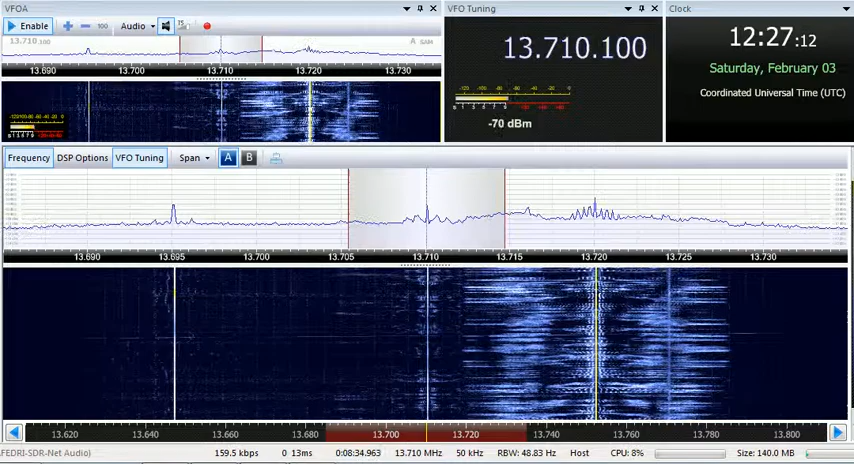 VFOA
Enable
100
Audio
13.710.100
A GAIN
13.690 13.700 13.710 13.720 13.730
VFO Tuning
13.710.100
-70 dBm
Clock
12:27:12
Saturday, February 03
Coordinated Universal Time (UTC)
Frequency DSP Options VFO Tuning Span A B
13.690 13.695 13.700 13.705 13.710 13.715 13.720 13.725 13.730
13.620 13.640 13.660 13.680 13.700 13.720 13.740 13.760 13.780 13.800
AFEDRI-SDR-Net Audio) 159.5 kbps 0 13ms 0:08:34.963 13.710 MHz 50 kHz RBW: 48.83 Hz Host CPU: 8% Size: 140.0 MB